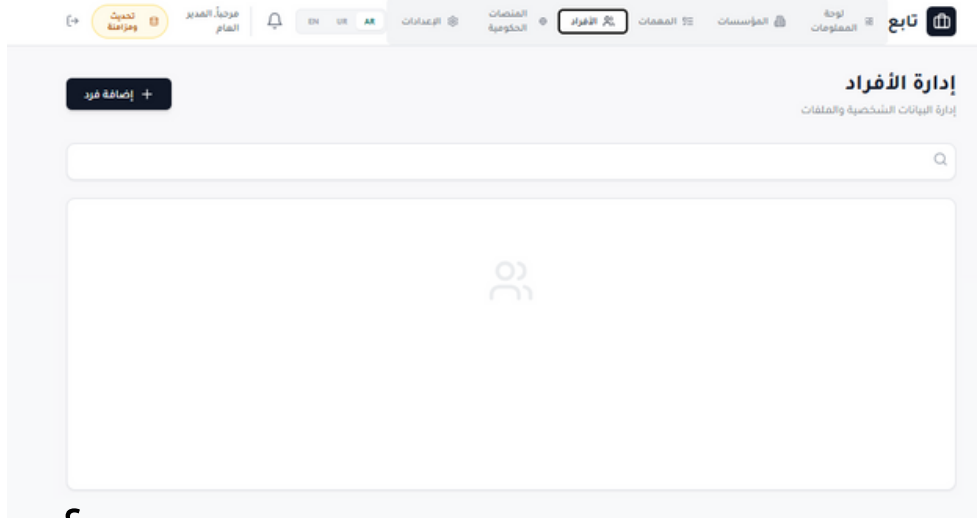 تابع
لوحة
المعلومات
المؤسسات
المهمات
الأفراد
المنصات
الحكومية
الإعدادات
AR
UR
EN
مرحباً، المدير
العام
تحديث
ومزامنة
إدارة الأفراد
إدارة البيانات الشخصية والملفات
+ إضافة فرد